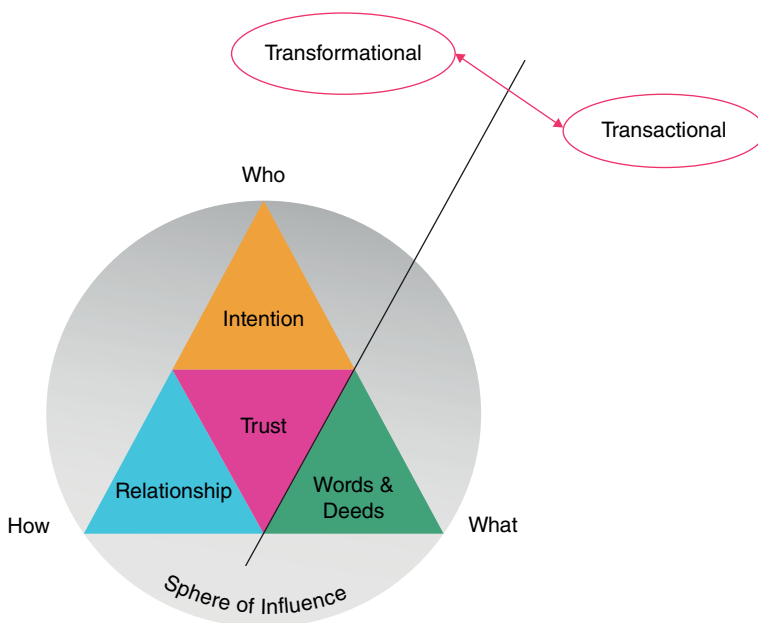 Transformational
Transactional
Who
Intention
Trust
Relationship
Words &
Deeds
How
What
Sphere of Influence